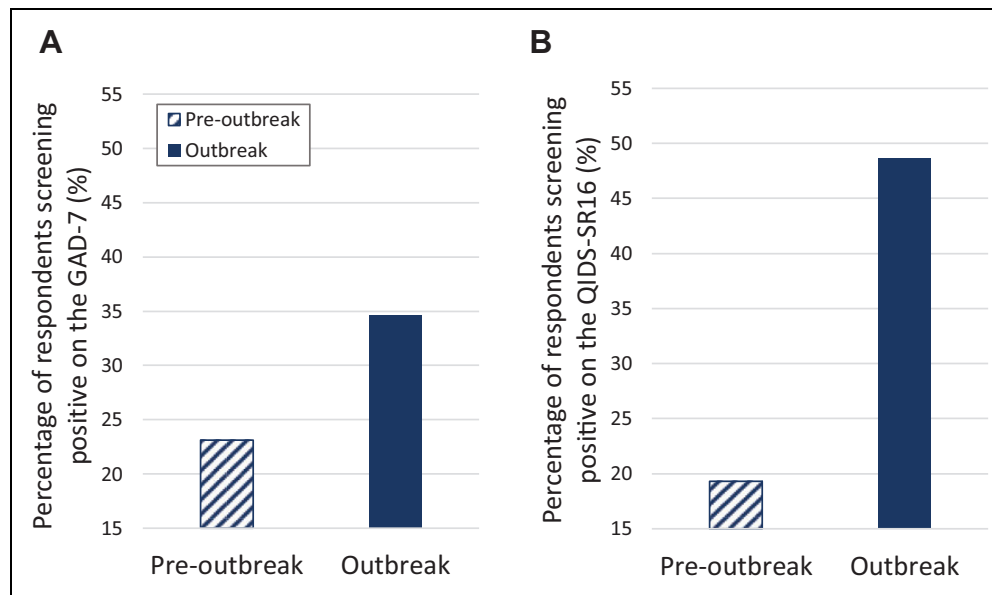 A
Percentage of respondents screening
positive on the GAD-7 (%)
55
50
45
40
35
30
25
20
15
Pre-outbreak
Outbreak
Pre-outbreak Outbreak
B
Percentage of respondents screening
positive on the QIDS-SR16 (%)
55
50
45
40
35
30
25
20
15
Pre-outbreak Outbreak